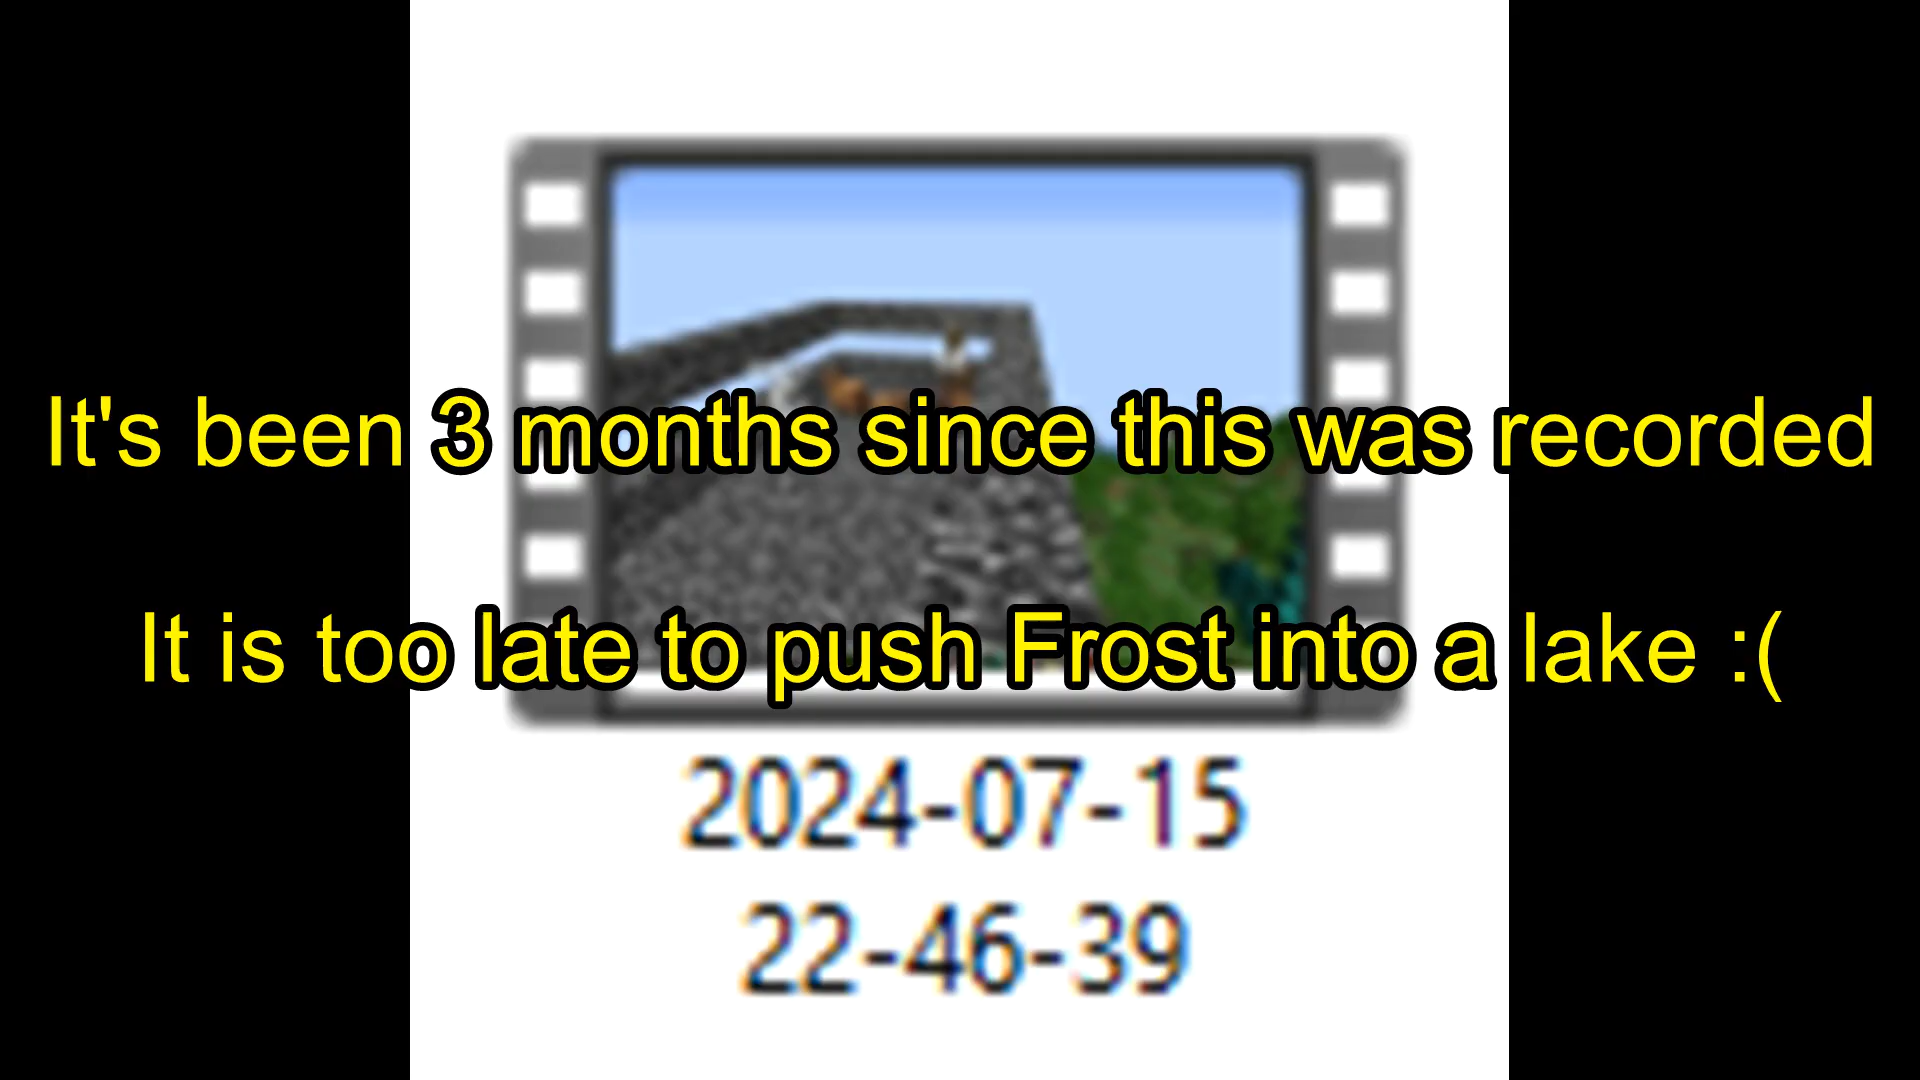 It's been 3 months since this was recorded
It is too late to push Frost into a lake :(
2024-07-15
22-46-39